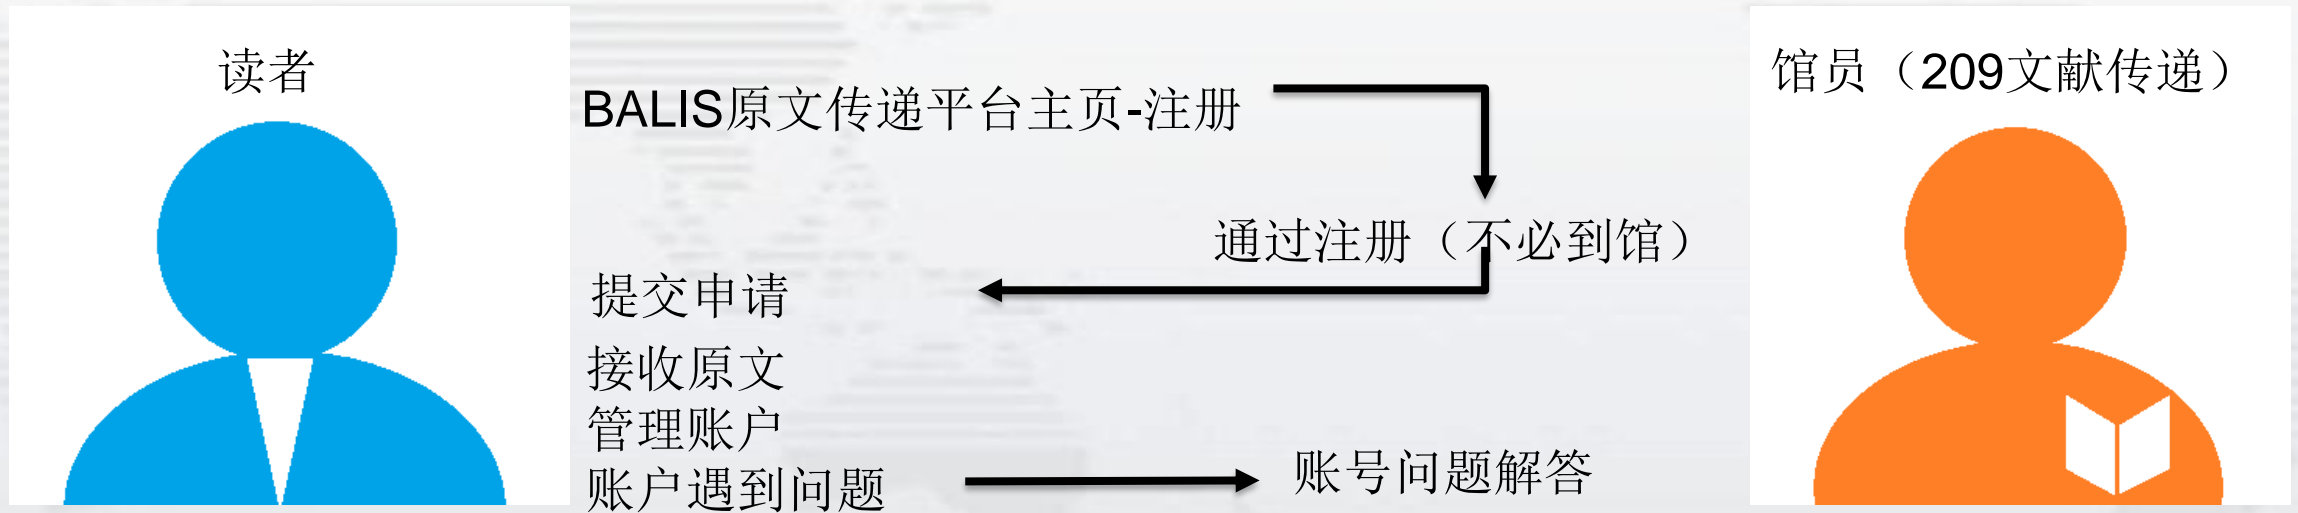 读者
馆员（209文献传递）
BALIS原文传递平台主页-注册
通过注册（不必到馆）
提交申请
接收原文
管理账户
账户遇到问题
账号问题解答